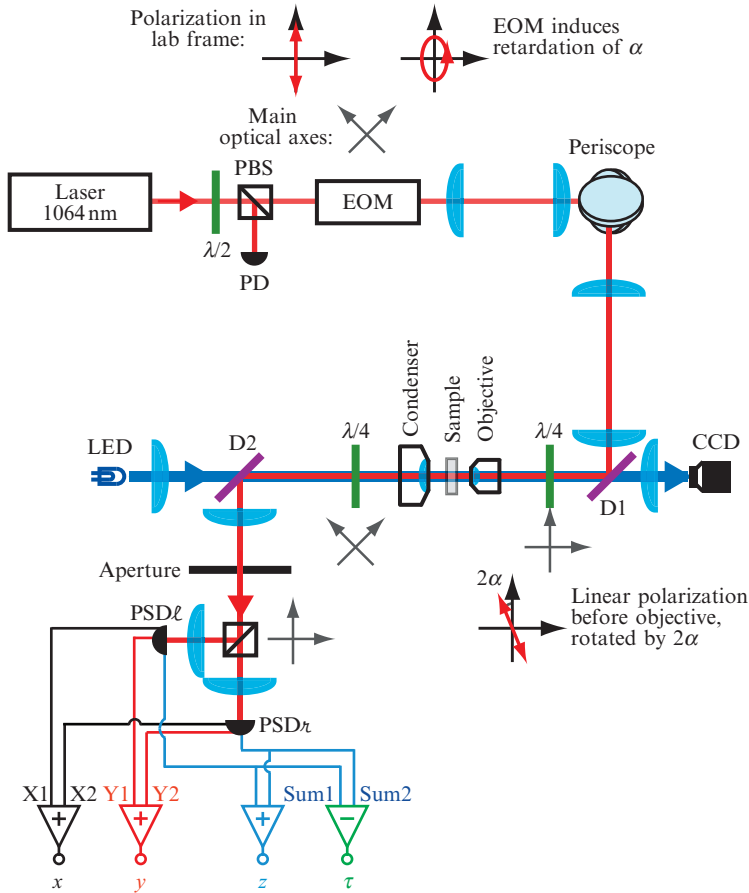 Polarization in
lab frame:
EOM induces
retardation of α
Main
optical axes:
Periscope
PBS
Laser
1064 nm
EOM
λ/2
PD
Condenser
Sample
Objective
LED
D2
λ/4
λ/4
CCD
D1
Aperture
2α
Linear polarization
before objective,
rotated by 2α
PSDℓ
PSDr
X1 X2 Y1 Y2 Sum1 Sum2
+ + + −
x y z τ